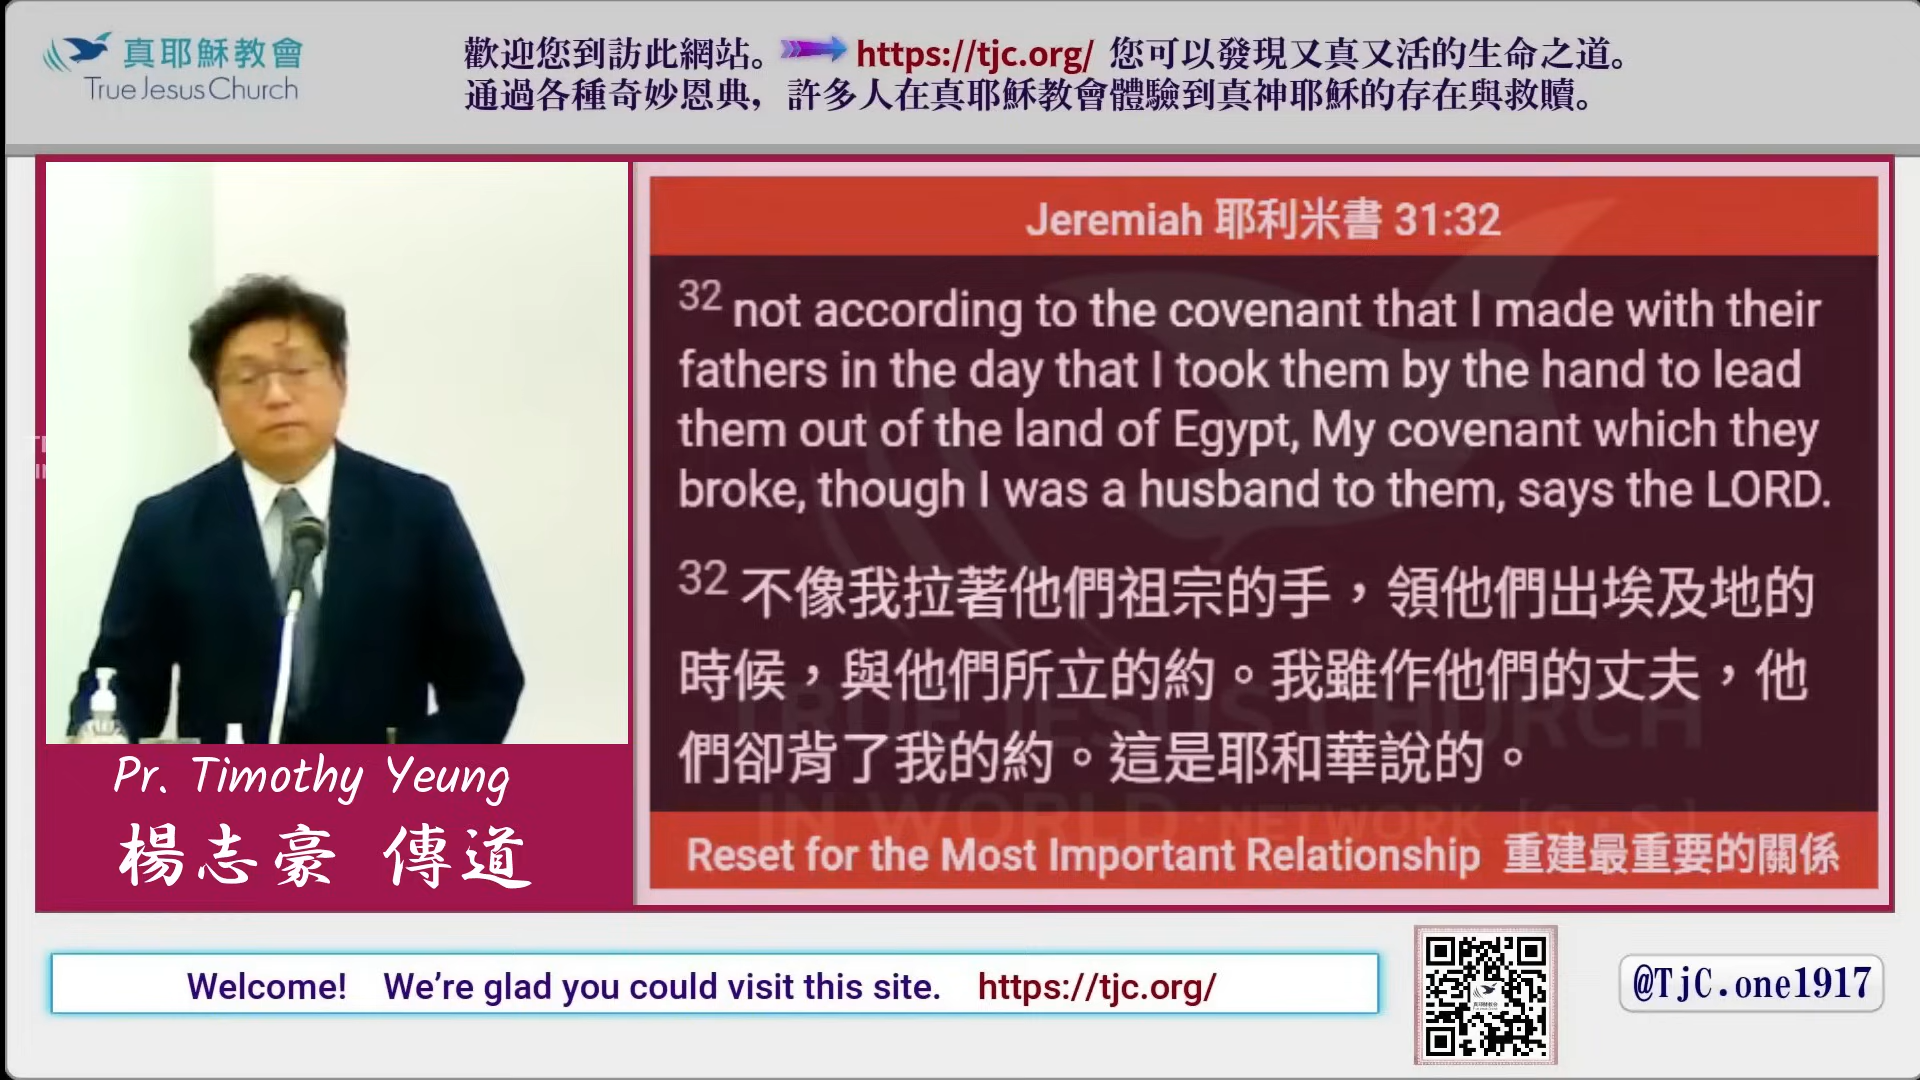 真耶穌教會
True Jesus Church
歡迎您到訪此網站。 https://tjc.org/ 您可以發現又真又活的生命之道。
通過各種奇妙恩典，許多人在真耶穌教會體驗到真神耶穌的存在與救贖。
Jeremiah 耶利米書 31:32
32 not according to the covenant that I made with their
fathers in the day that I took them by the hand to lead
them out of the land of Egypt, My covenant which they
broke, though I was a husband to them, says the LORD.
32 不像我拉著他們祖宗的手，領他們出埃及地的
時候，與他們所立的約。我雖作他們的丈夫，他
們卻背了我的約。這是耶和華說的。
TRUE JESUS CHURCH
IN WORLD · NETWORK [G.S.]
Reset for the Most Important Relationship 重建最重要的關係
Pr. Timothy Yeung
楊志豪 傳道
Welcome! We’re glad you could visit this site. https://tjc.org/
@TjC.one1917